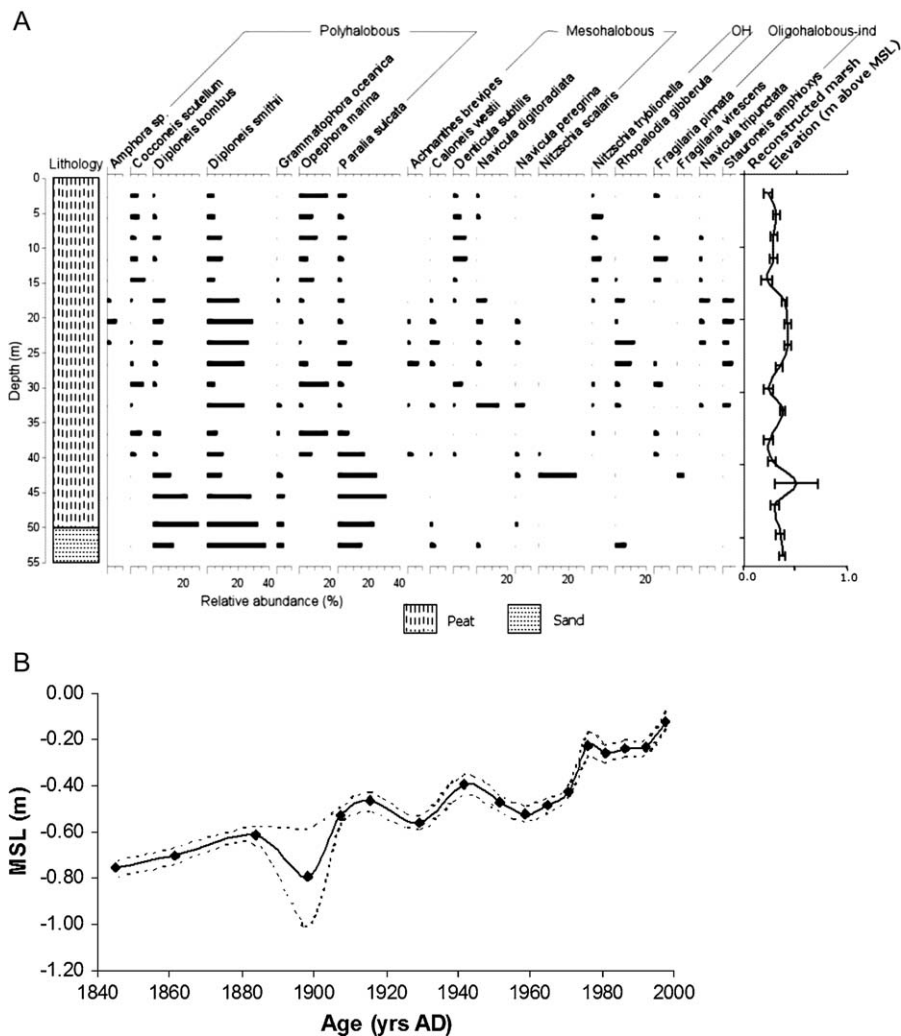 A
Polyhalobous
Mesohalobous
OH
Oligohalobous-ind
Lithology
Amphora sp.
Cocconeis scutellum
Diploneis bombus
Diploneis smithii
Grammatophora oceanica
Opephora marina
Paralia sulcata
Achnanthes brevipes
Caloneis westii
Denticula subtilis
Navicula digitoradiata
Navicula peregrina
Nitzschia scalaris
Nitzschia tryblionella
Rhopalodia gibberula
Fragilaria pinnata
Fragilaria virescens
Navicula tripunctata
Stauroneis amphioxys
Reconstructed marsh
Elevation (m above MSL)
Depth (m)
0
5
10
15
20
25
30
35
40
45
50
55
20 20 40 20 20 40 20 20 20 0.0 1.0
Relative abundance (%)
Peat
Sand
B
MSL (m)
0.00
-0.20
-0.40
-0.60
-0.80
-1.00
-1.20
1840 1860 1880 1900 1920 1940 1960 1980 2000
Age (yrs AD)